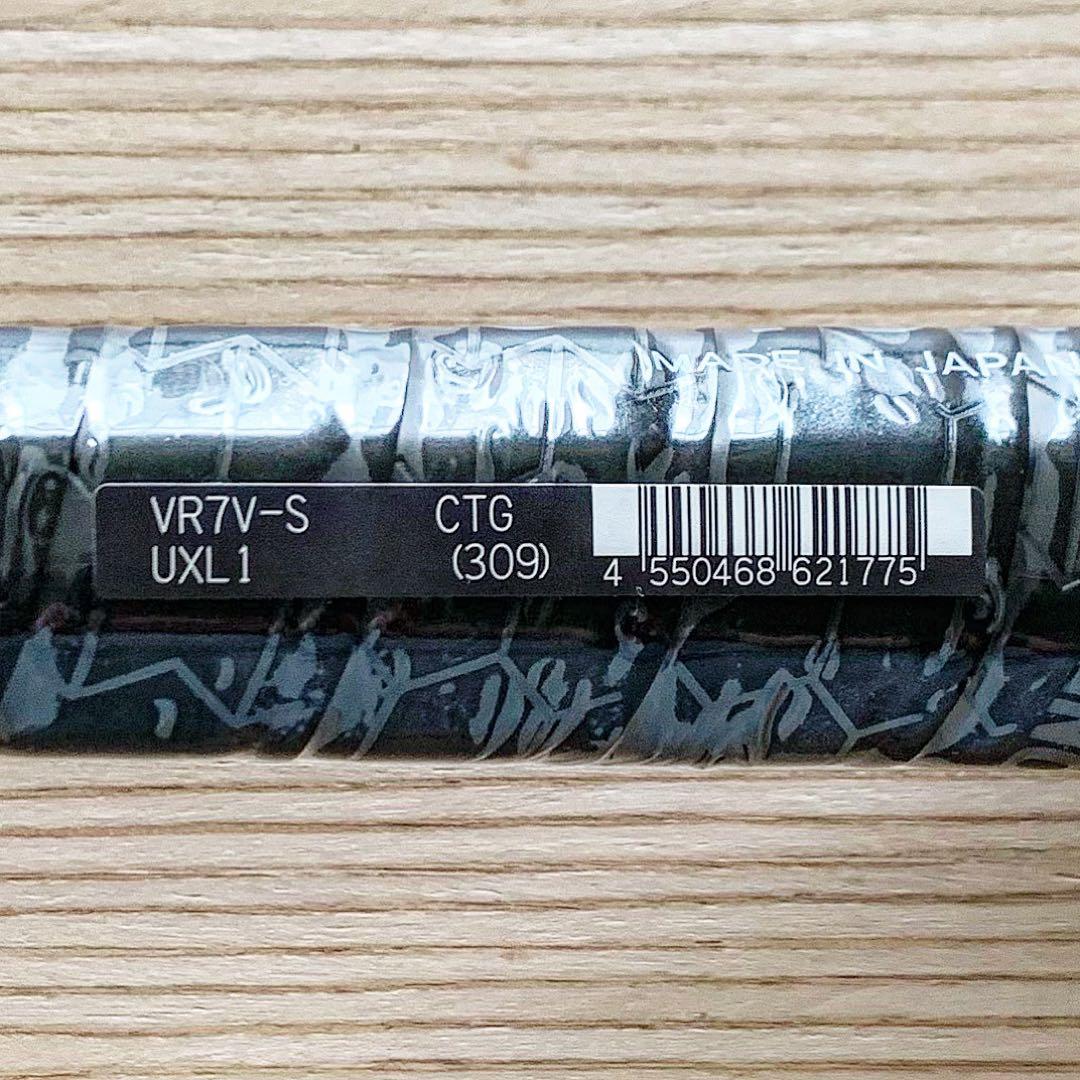 MADE IN JAPAN
VR7V-S CTG
UXL1 (309)
4 550468 621775